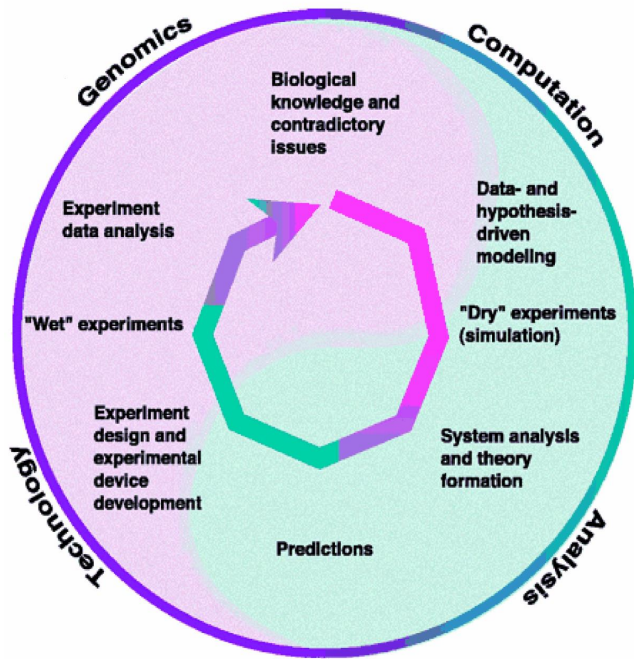 Genomics
Computation
Biological
knowledge and
contradictory
issues
Data- and
hypothesis-
driven
modeling
"Dry" experiments
(simulation)
System analysis
and theory
formation
Predictions
Experiment
design and
experimental
device
development
"Wet" experiments
Experiment
data analysis
Technology
Analysis